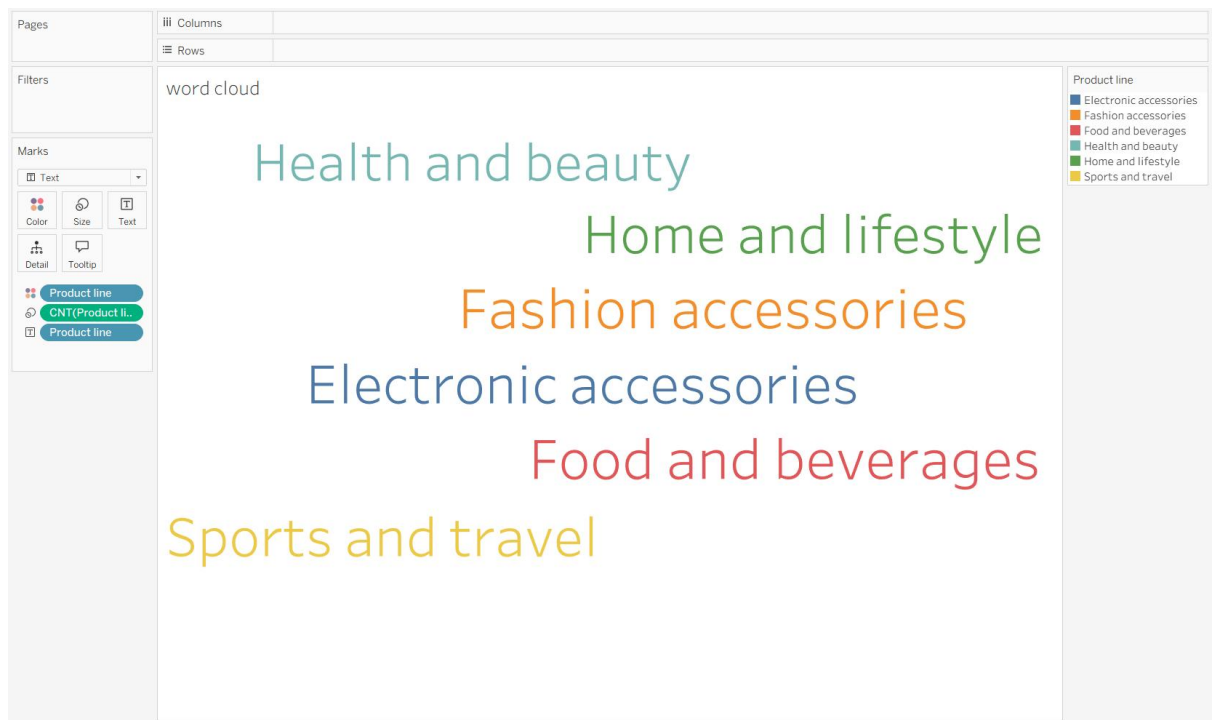 Pages
Columns
Rows
Filters
word cloud
Product line
Electronic accessories
Fashion accessories
Food and beverages
Health and beauty
Home and lifestyle
Sports and travel
Marks
Text
Color Size Text
Detail Tooltip
Product line
CNT(Product li..
Product line
Health and beauty
Home and lifestyle
Fashion accessories
Electronic accessories
Food and beverages
Sports and travel